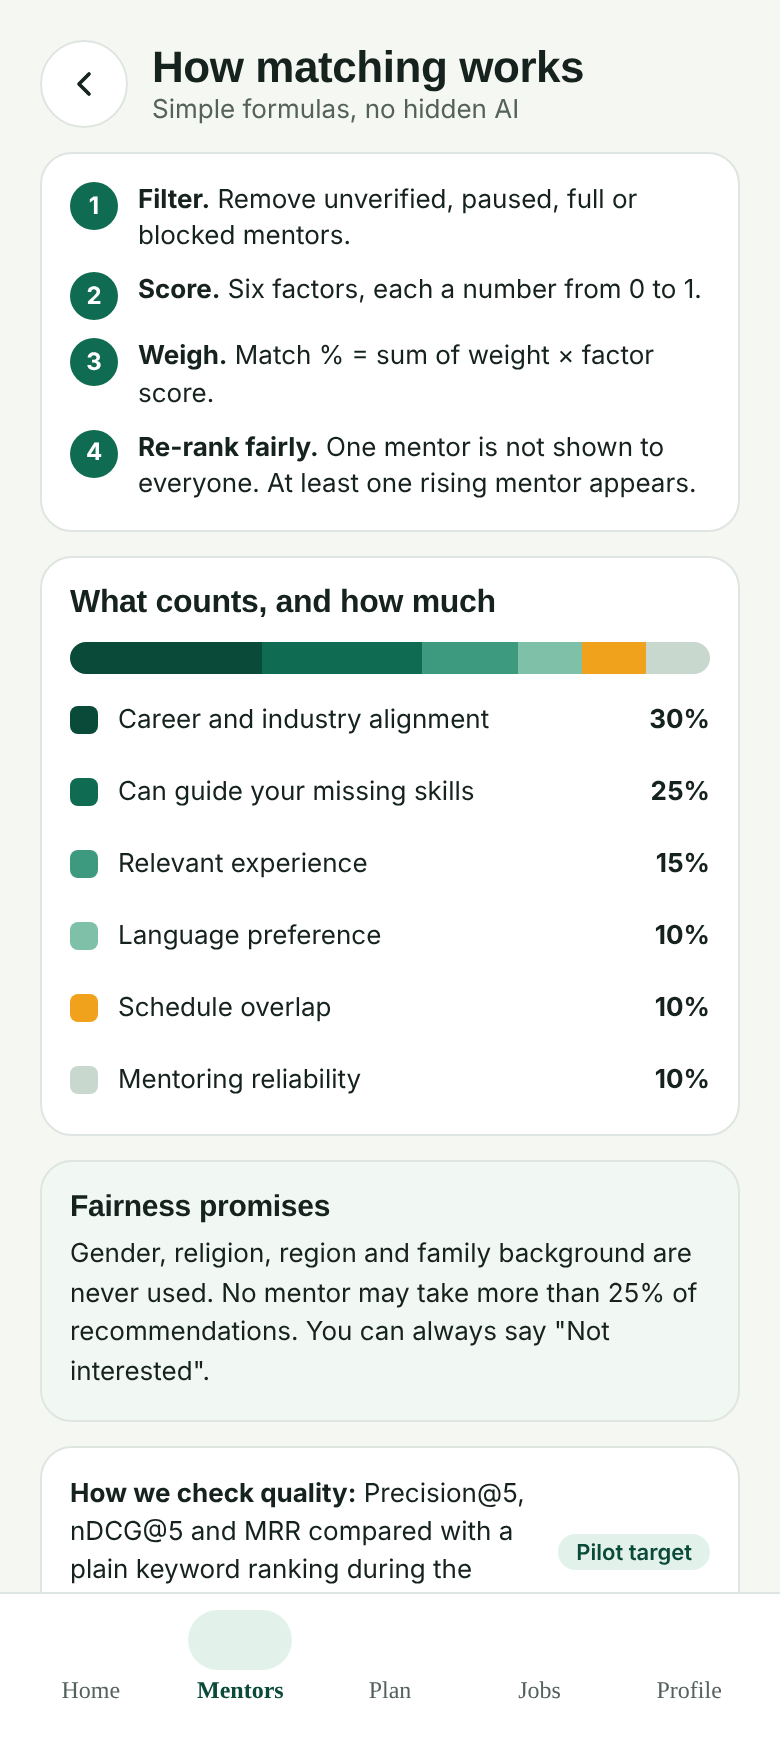 How matching works
Simple formulas, no hidden AI
1 Filter. Remove unverified, paused, full or
blocked mentors.
2 Score. Six factors, each a number from 0 to 1.
3 Weigh. Match % = sum of weight × factor
score.
4 Re-rank fairly. One mentor is not shown to
everyone. At least one rising mentor appears.
What counts, and how much
Career and industry alignment 30%
Can guide your missing skills 25%
Relevant experience 15%
Language preference 10%
Schedule overlap 10%
Mentoring reliability 10%
Fairness promises
Gender, religion, region and family background are
never used. No mentor may take more than 25% of
recommendations. You can always say "Not
interested".
How we check quality: Precision@5,
nDCG@5 and MRR compared with a
plain keyword ranking during the
Pilot target
Home Mentors Plan Jobs Profile